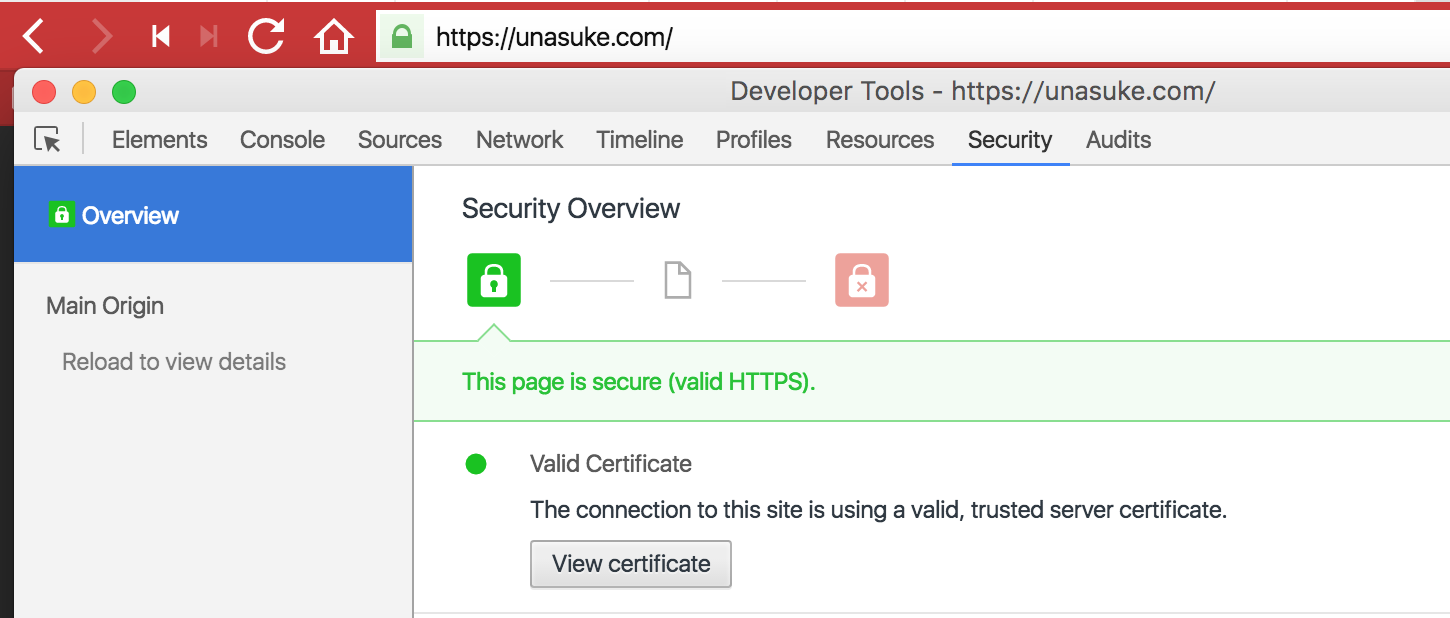 https://unasuke.com/
Developer Tools - https://unasuke.com/
Elements Console Sources Network Timeline Profiles Resources Security Audits
Overview
Main Origin
Reload to view details
Security Overview
This page is secure (valid HTTPS).
Valid Certificate
The connection to this site is using a valid, trusted server certificate.
View certificate